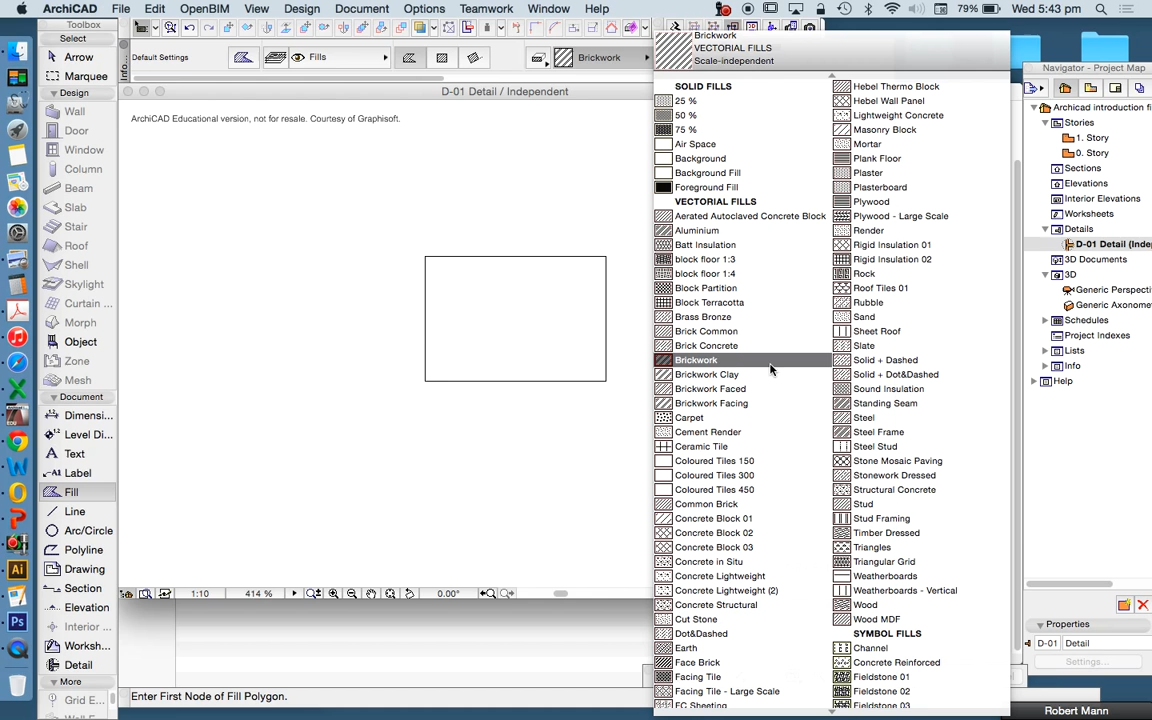 ArchiCAD File Edit OpenBIM View Design Document Options Teamwork Window Help 79% Wed 5:43 pm
Toolbox
Select
Arrow
Marquee
Design
Wall
Door
Window
Column
Beam
Slab
Stair
Roof
Shell
Skylight
Curtain ...
Morph
Object
Zone
Mesh
Document
Dimensi...
Level Di...
Text
A1 Label
Fill
Line
Arc/Circle
Polyline
Drawing
Section
Elevation
Interior ...
Worksh...
Detail
More
Grid E...
Info...
Default Settings
Fills
Brickwork
D-01 Detail / Independent
ArchiCAD Educational version, not for resale. Courtesy of Graphisoft.
1:10 414 % 0.00°
Enter First Node of Fill Polygon.
Brickwork
VECTORIAL FILLS
Scale-independent
SOLID FILLS
25 %
50 %
75 %
Air Space
Background
Background Fill
Foreground Fill
VECTORIAL FILLS
Aerated Autoclaved Concrete Block
Aluminium
Batt Insulation
block floor 1:3
block floor 1:4
Block Partition
Block Terracotta
Brass Bronze
Brick Common
Brick Concrete
Brickwork
Brickwork Clay
Brickwork Faced
Brickwork Facing
Carpet
Cement Render
Ceramic Tile
Coloured Tiles 150
Coloured Tiles 300
Coloured Tiles 450
Common Brick
Concrete Block 01
Concrete Block 02
Concrete Block 03
Concrete in Situ
Concrete Lightweight
Concrete Lightweight (2)
Concrete Structural
Cut Stone
Dot&Dashed
Earth
Face Brick
Facing Tile
Facing Tile - Large Scale
FC Sheeting
Hebel Thermo Block
Hebel Wall Panel
Lightweight Concrete
Masonry Block
Mortar
Plank Floor
Plaster
Plasterboard
Plywood
Plywood - Large Scale
Render
Rigid Insulation 01
Rigid Insulation 02
Rock
Roof Tiles 01
Rubble
Sand
Sheet Roof
Slate
Solid + Dashed
Solid + Dot&Dashed
Sound Insulation
Standing Seam
Steel
Steel Frame
Steel Stud
Stone Mosaic Paving
Stonework Dressed
Structural Concrete
Stud
Stud Framing
Timber Dressed
Triangles
Triangular Grid
Weatherboards
Weatherboards - Vertical
Wood
Wood MDF
SYMBOL FILLS
Channel
Concrete Reinforced
Fieldstone 01
Fieldstone 02
Fieldstone 03
Navigator - Project Map
Archicad introduction fi
Stories
1. Story
0. Story
Sections
Elevations
Interior Elevations
Worksheets
Details
D-01 Detail (Inde
3D Documents
3D
Generic Perspecti
Generic Axonome
Schedules
Project Indexes
Lists
Info
Help
Properties
D-01 Detail
Settings...
Robert Mann